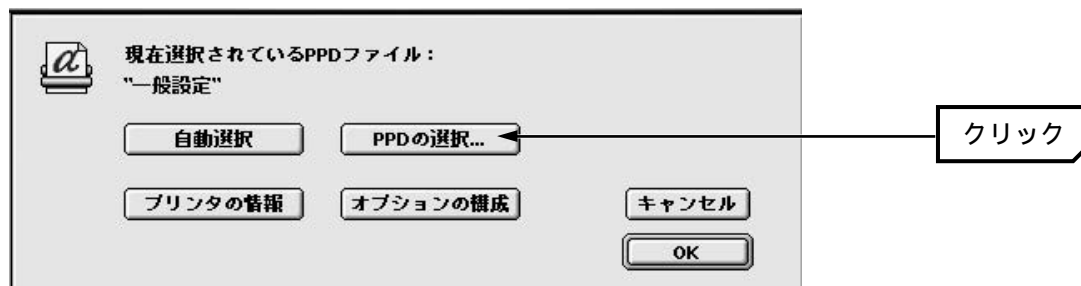 現在選択されているPPDファイル：
"一般設定"
自動選択
PPDの選択...
クリック
プリンタの情報
オプションの構成
キャンセル
OK